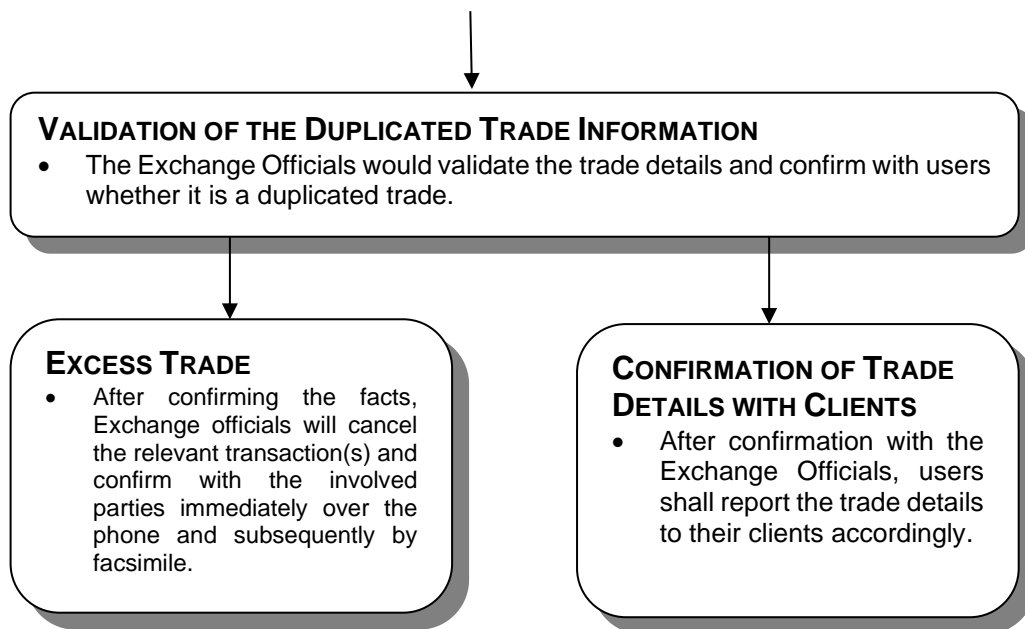 VALIDATION OF THE DUPLICATED TRADE INFORMATION
• The Exchange Officials would validate the trade details and confirm with users
whether it is a duplicated trade.
EXCESS TRADE
• After confirming the facts,
Exchange officials will cancel
the relevant transaction(s) and
confirm with the involved
parties immediately over the
phone and subsequently by
facsimile.
CONFIRMATION OF TRADE
DETAILS WITH CLIENTS
• After confirmation with the
Exchange Officials, users
shall report the trade details
to their clients accordingly.